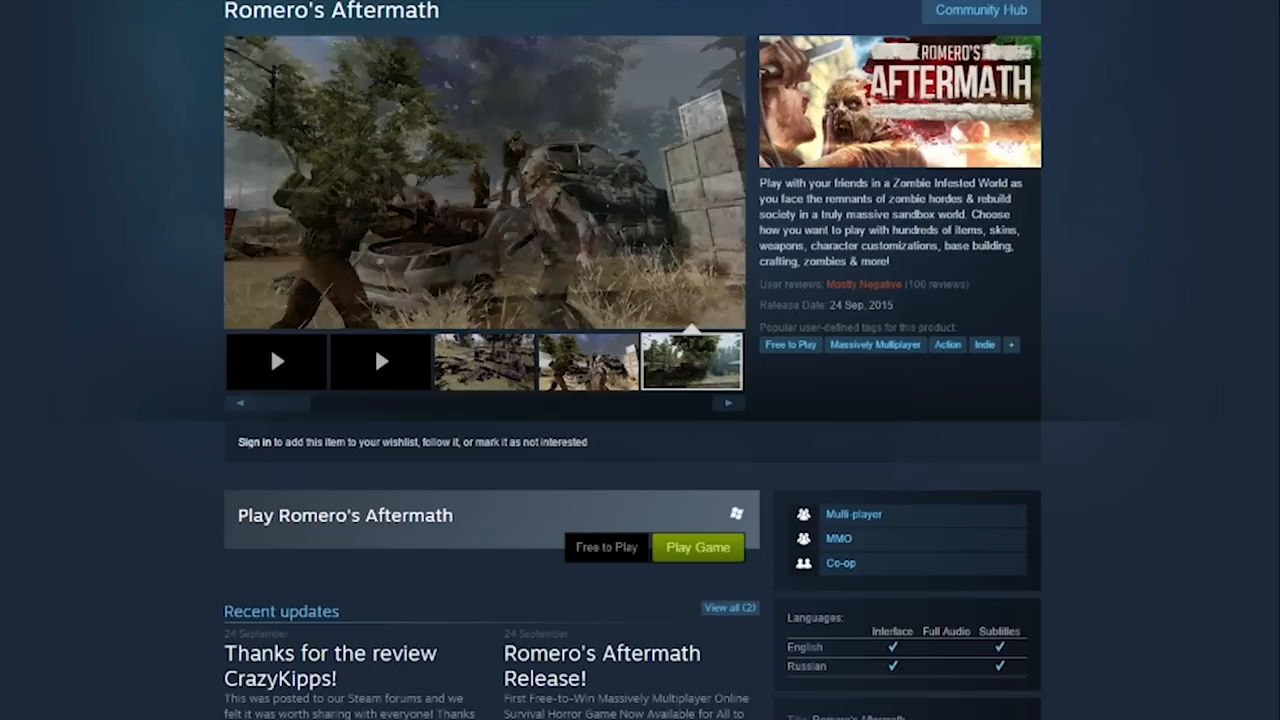 Romero's Aftermath
Community Hub
ROMERO'S
AFTERMATH
Play with your friends in a Zombie Infested World as
you face the remnants of zombie hordes & rebuild
society in a truly massive sandbox world. Choose
how you want to play with hundreds of items, skins,
weapons, character customizations, base building,
crafting, zombies & more!
User reviews: Mostly Negative (100 reviews)
Release Date: 24 Sep, 2015
Popular user-defined tags for this product:
Free to Play Massively Multiplayer Action Indie +
Sign in to add this item to your wishlist, follow it, or mark it as not interested
Play Romero's Aftermath
Free to Play Play Game
Multi-player
MMO
Co-op
Recent updates View all (2)
24 September
Thanks for the review
CrazyKipps!
This was posted to our Steam forums and we
felt it was worth sharing with everyone! Thanks
24 September
Romero's Aftermath
Release!
First Free-to-Win Massively Multiplayer Online
Survival Horror Game Now Available for All to
Languages:
Interface Full Audio Subtitles
English ✓ ✓
Russian ✓ ✓
Title: Romero's Aftermath